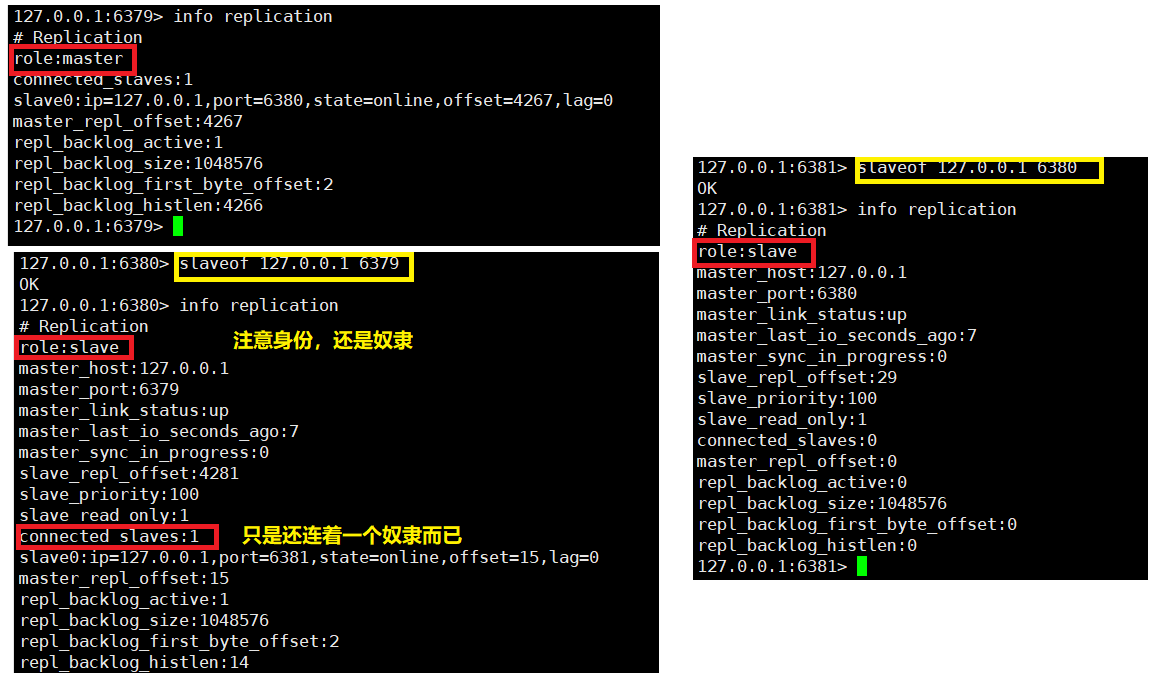 127.0.0.1:6379> info replication
# Replication
role:master
connected_slaves:1
slave0:ip=127.0.0.1,port=6380,state=online,offset=4267,lag=0
master_repl_offset:4267
repl_backlog_active:1
repl_backlog_size:1048576
repl_backlog_first_byte_offset:2
repl_backlog_histlen:4266
127.0.0.1:6379>
127.0.0.1:6380> slaveof 127.0.0.1 6379
OK
127.0.0.1:6380> info replication
# Replication
注意身份，还是奴隶
role:slave
master_host:127.0.0.1
master_port:6379
master_link_status:up
master_last_io_seconds_ago:7
master_sync_in_progress:0
slave_repl_offset:4281
slave_priority:100
slave_read_only:1
connected_slaves:1 只是还连着一个奴隶而已
slave0:ip=127.0.0.1,port=6381,state=online,offset=15,lag=0
master_repl_offset:15
repl_backlog_active:1
repl_backlog_size:1048576
repl_backlog_first_byte_offset:2
repl_backlog_histlen:14
127.0.0.1:6381> slaveof 127.0.0.1 6380
OK
127.0.0.1:6381> info replication
# Replication
role:slave
master_host:127.0.0.1
master_port:6380
master_link_status:up
master_last_io_seconds_ago:7
master_sync_in_progress:0
slave_repl_offset:29
slave_priority:100
slave_read_only:1
connected_slaves:0
master_repl_offset:0
repl_backlog_active:0
repl_backlog_size:1048576
repl_backlog_first_byte_offset:0
repl_backlog_histlen:0
127.0.0.1:6381>